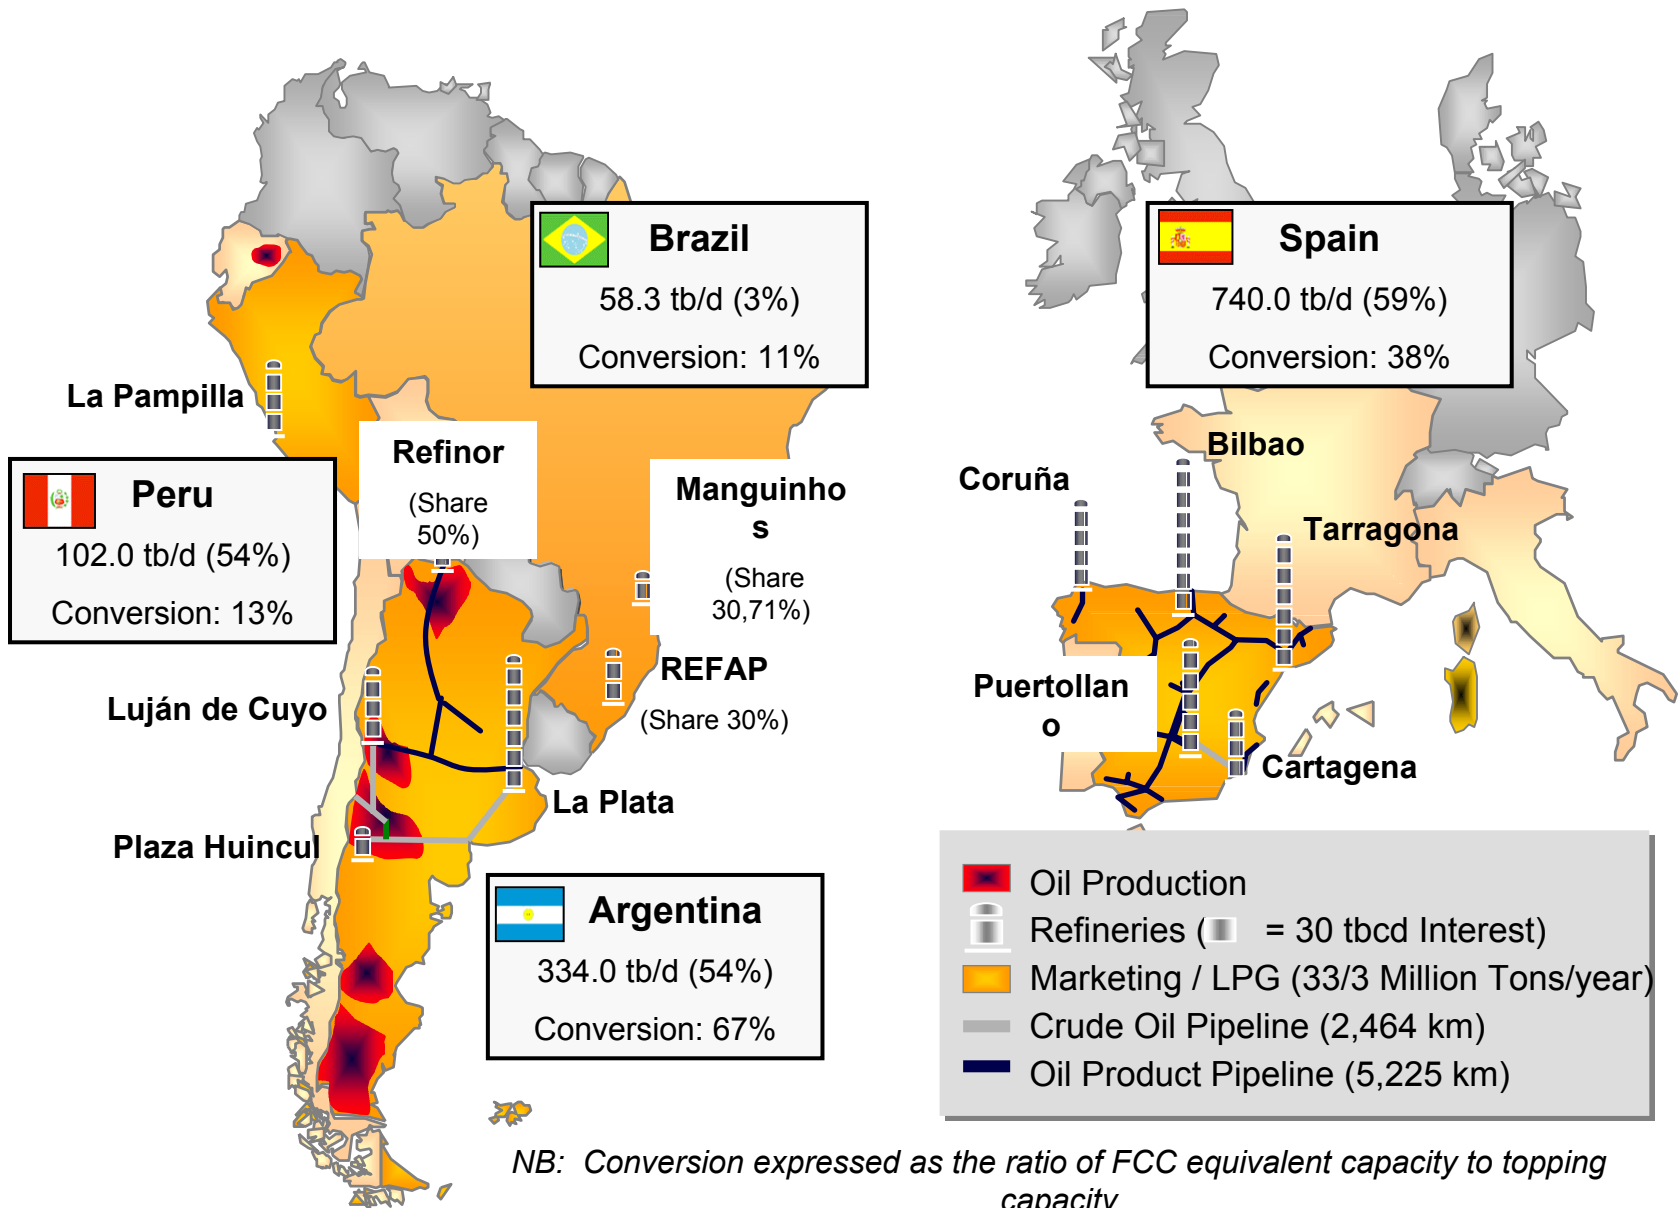 Brazil
58.3 tb/d (3%)
Conversion: 11%
Spain
740.0 tb/d (59%)
Conversion: 38%
La Pampilla
Peru
102.0 tb/d (54%)
Conversion: 13%
Refinor
(Share
50%)
Manguinho
s
(Share
30,71%)
REFAP
(Share 30%)
Luján de Cuyo
La Plata
Plaza Huincul
Argentina
334.0 tb/d (54%)
Conversion: 67%
Bilbao
Coruña
Tarragona
Puertollan
o
Cartagena
Oil Production
Refineries ( = 30 tbcd Interest)
Marketing / LPG (33/3 Million Tons/year)
Crude Oil Pipeline (2,464 km)
Oil Product Pipeline (5,225 km)
NB: Conversion expressed as the ratio of FCC equivalent capacity to topping
capacity